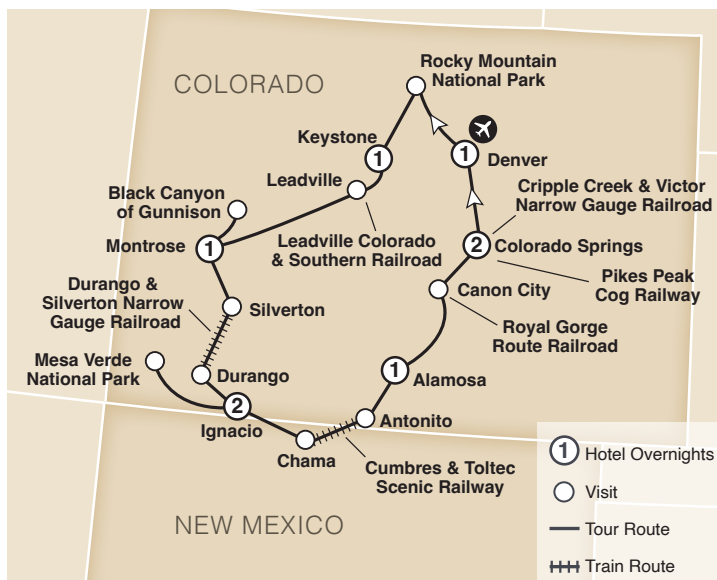 Rocky Mountain
National Park
COLORADO
Keystone
1
1
Denver
Leadville
Black Canyon
of Gunnison
Cripple Creek & Victor
Narrow Gauge Railroad
Montrose
1
Leadville Colorado
& Southern Railroad
2
Colorado Springs
Pikes Peak
Cog Railway
Durango &
Silverton Narrow
Gauge Railroad
Silverton
Canon City
Royal Gorge
Route Railroad
Mesa Verde
National Park
Durango
1
Alamosa
2
Ignacio
Antonito
Chama
Cumbres & Toltec
Scenic Railway
NEW MEXICO
1 Hotel Overnights
Visit
Tour Route
Train Route